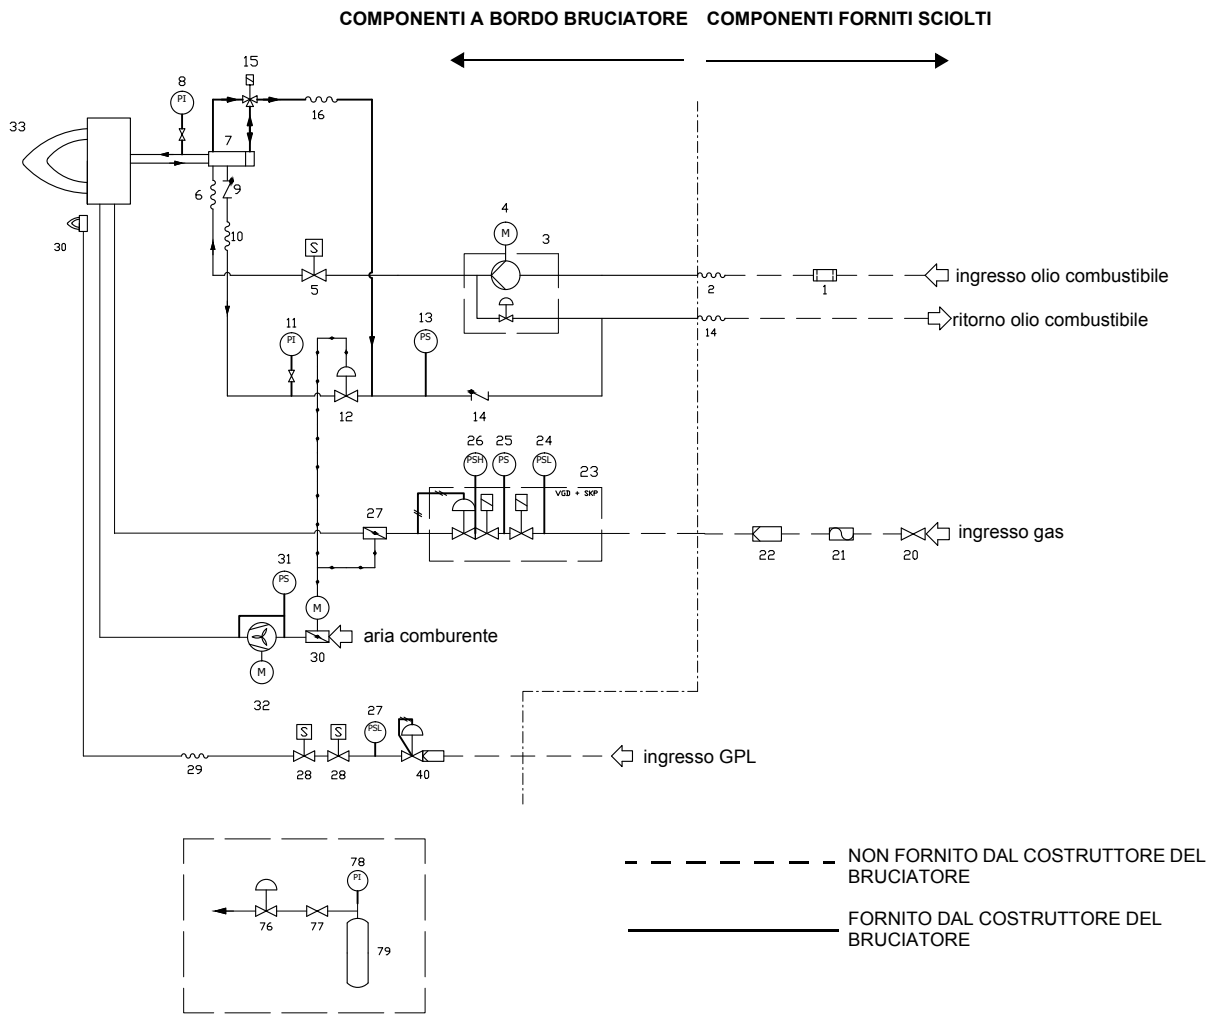 COMPONENTI A BORDO BRUCIATORE COMPONENTI FORNITI SCIOLTI
15
8
PI
33
7
16
6
9
10
30
4
M
3
S
5
2
1
ingresso olio combustibile
14
ritorno olio combustibile
11
PI
13
PS
12
14
26
25
24
PSH
PS
PSL
23
VGD + SKP
27
22
21
20
ingresso gas
31
PS
M
30
aria comburente
M
32
27
S
S
PSL
29
28
28
40
ingresso GPL
78
PI
76
77
79
NON FORNITO DAL COSTRUTTORE DEL
BRUCIATORE
FORNITO DAL COSTRUTTORE DEL
BRUCIATORE